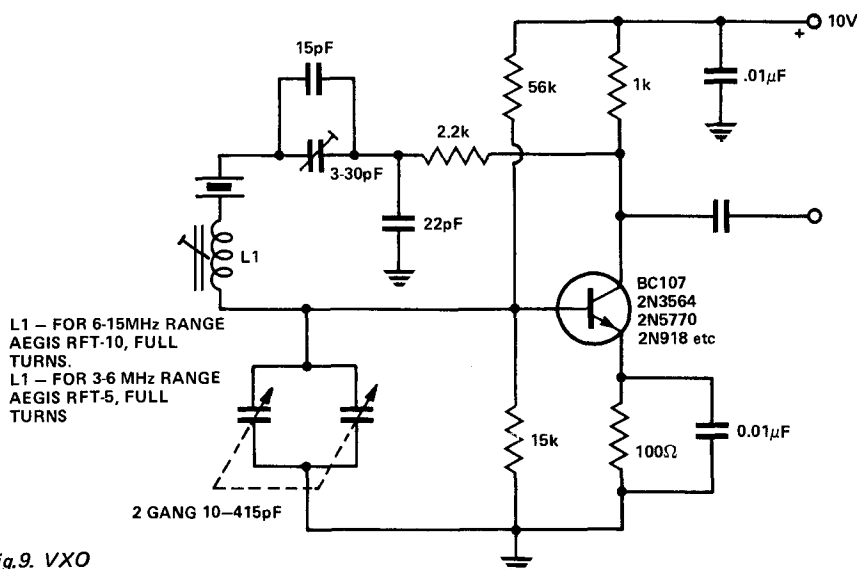 10V
+
15pF
.01µF
56k
1k
2.2k
3-30pF
22pF
L1
BC107
2N3564
2N5770
2N918 etc
L1 – FOR 6-15MHz RANGE
AEGIS RFT-10, FULL
TURNS.
L1 – FOR 3-6 MHz RANGE
AEGIS RFT-5, FULL
TURNS
15k
100Ω
0.01µF
2 GANG 10–415pF
ig.9. VXO